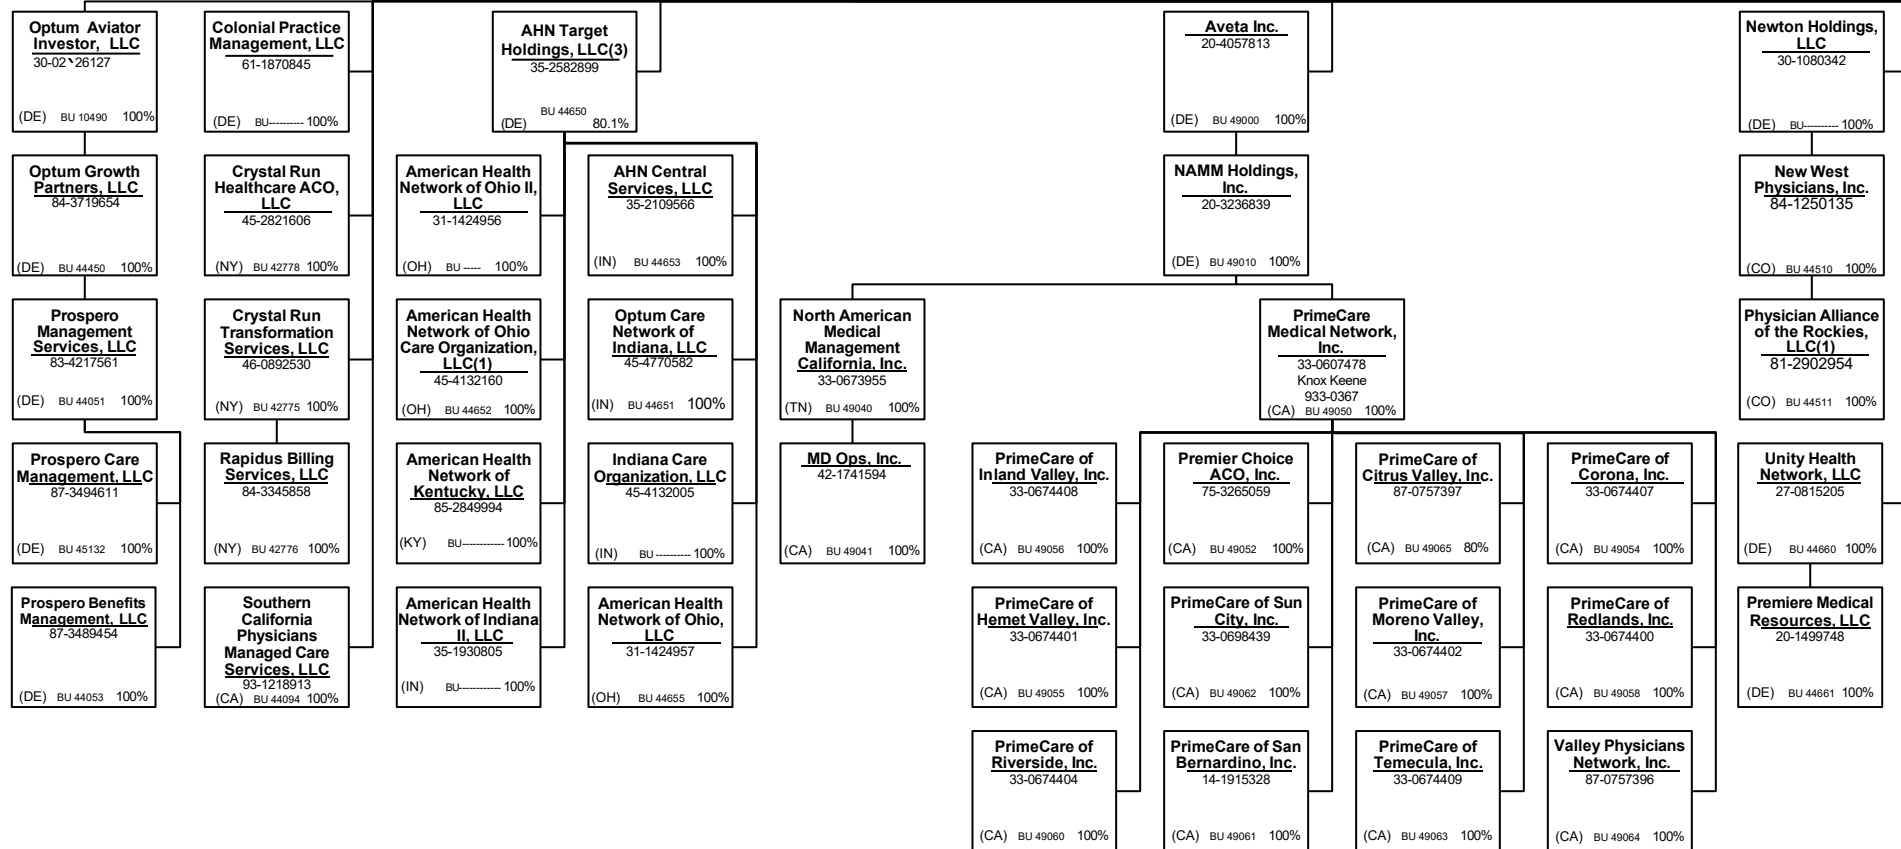 Optum Aviator
Investor, LLC
30-02`26127
(DE) BU 10490 100%
Colonial Practice
Management, LLC
61-1870845
(DE) BU---------- 100%
AHN Target
Holdings, LLC(3)
35-2582899
BU 44650
(DE) 80.1%
Aveta Inc.
20-4057813
(DE) BU 49000 100%
Newton Holdings,
LLC
30-1080342
(DE) BU---------- 100%
Optum Growth
Partners, LLC
84-3719654
(DE) BU 44450 100%
Crystal Run
Healthcare ACO,
LLC
45-2821606
(NY) BU 42778 100%
American Health
Network of Ohio II,
LLC
31-1424956
(OH) BU ----- 100%
AHN Central
Services, LLC
35-2109566
(IN) BU 44653 100%
NAMM Holdings,
Inc.
20-3236839
(DE) BU 49010 100%
New West
Physicians, Inc.
84-1250135
(CO) BU 44510 100%
Prospero
Management
Services, LLC
83-4217561
(DE) BU 44051 100%
Crystal Run
Transformation
Services, LLC
46-0892530
(NY) BU 42775 100%
American Health
Network of Ohio
Care Organization,
LLC(1)
45-4132160
(OH) BU 44652 100%
Optum Care
Network of
Indiana, LLC
45-4770582
(IN) BU 44651 100%
North American
Medical
Management
California, Inc.
33-0673955
(TN) BU 49040 100%
PrimeCare
Medical Network,
Inc.
33-0607478
Knox Keene
933-0367
(CA) BU 49050 100%
Physician Alliance
of the Rockies,
LLC(1)
81-2902954
(CO) BU 44511 100%
Prospero Care
Management, LLC
87-3494611
(DE) BU 45132 100%
Rapidus Billing
Services, LLC
84-3345858
(NY) BU 42776 100%
American Health
Network of
Kentucky, LLC
85-2849994
(KY) BU------------ 100%
Indiana Care
Organization, LLC
45-4132005
(IN) BU ---------- 100%
MD Ops, Inc.
42-1741594
(CA) BU 49041 100%
PrimeCare of
Inland Valley, Inc.
33-0674408
(CA) BU 49056 100%
Premier Choice
ACO, Inc.
75-3265059
(CA) BU 49052 100%
PrimeCare of
Citrus Valley, Inc.
87-0757397
(CA) BU 49065 80%
PrimeCare of
Corona, Inc.
33-0674407
(CA) BU 49054 100%
Unity Health
Network, LLC
27-0815205
(DE) BU 44660 100%
Prospero Benefits
Management, LLC
87-3489454
(DE) BU 44053 100%
Southern
California
Physicians
Managed Care
Services, LLC
93-1218913
(CA) BU 44094 100%
American Health
Network of Indiana
II, LLC
35-1930805
(IN) BU------------ 100%
American Health
Network of Ohio,
LLC
31-1424957
(OH) BU 44655 100%
PrimeCare of
Hemet Valley, Inc.
33-0674401
(CA) BU 49055 100%
PrimeCare of Sun
City, Inc.
33-0698439
(CA) BU 49062 100%
PrimeCare of
Moreno Valley,
Inc.
33-0674402
(CA) BU 49057 100%
PrimeCare of
Redlands, Inc.
33-0674400
(CA) BU 49058 100%
Premiere Medical
Resources, LLC
20-1499748
(DE) BU 44661 100%
PrimeCare of
Riverside, Inc.
33-0674404
(CA) BU 49060 100%
PrimeCare of San
Bernardino, Inc.
14-1915328
(CA) BU 49061 100%
PrimeCare of
Temecula, Inc.
33-0674409
(CA) BU 49063 100%
Valley Physicians
Network, Inc.
87-0757396
(CA) BU 49064 100%